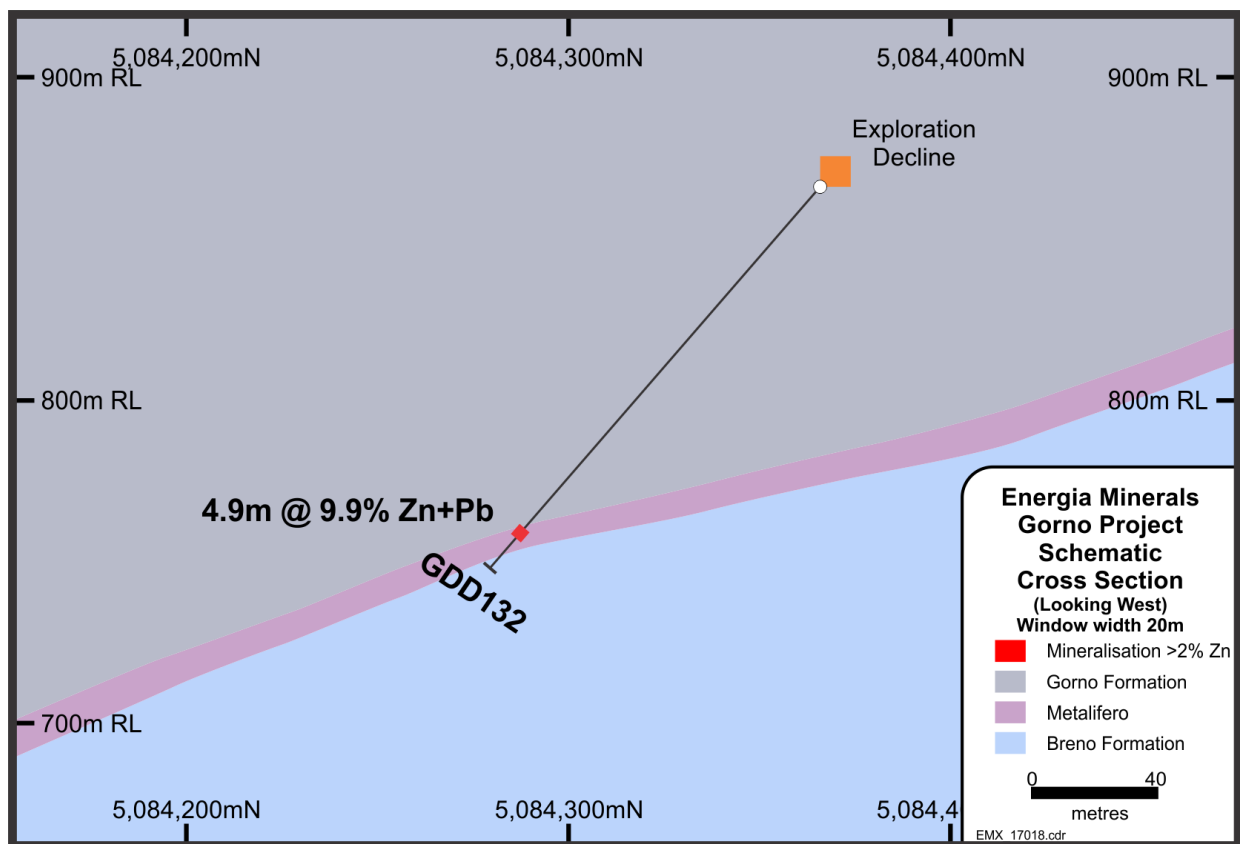 5,084,200mN
5,084,300mN
5,084,400mN
900m RL
900m RL
Exploration
Decline
800m RL
800m RL
4.9m @ 9.9% Zn+Pb
GDD132
700m RL
5,084,200mN
5,084,300mN
5,084,4
Energia Minerals
Gorno Project
Schematic
Cross Section
(Looking West)
Window width 20m
Mineralisation >2% Zn
Gorno Formation
Metalifero
Breno Formation
0 40
metres
EMX_17018.cdr